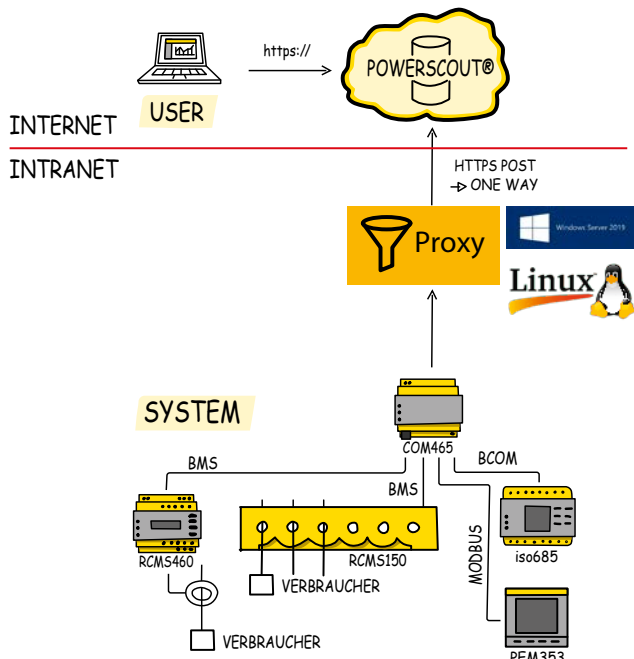 https://
POWERSCOUT®
USER
INTERNET
INTRANET
HTTPS POST
→ ONE WAY
Proxy
Windows Server 2019
Linux
SYSTEM
COM465
BMS
BMS
BCOM
MODBUS
RCMS460
RCMS150
iso685
VERBRAUCHER
VERBRAUCHER
PEM353